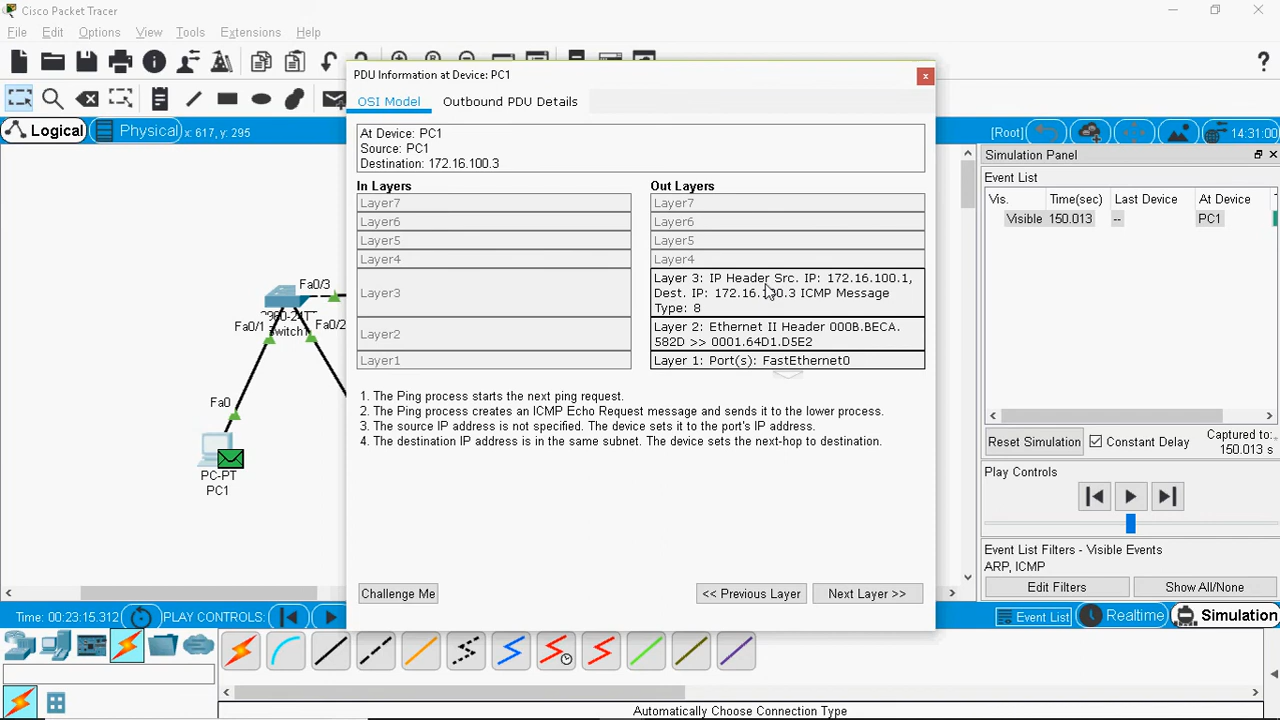 Cisco Packet Tracer
File Edit Options View Tools Extensions Help
PDU Information at Device: PC1
OSI Model Outbound PDU Details
Logical Physical x: 617, y: 295
[Root] 14:31:00
At Device: PC1
Source: PC1
Destination: 172.16.100.3
In Layers
Layer7
Layer6
Layer5
Layer4
Layer3
Layer2
Layer1
Out Layers
Layer7
Layer6
Layer5
Layer4
Layer 3: IP Header Src. IP: 172.16.100.1,
Dest. IP: 172.16.100.3 ICMP Message
Type: 8
Layer 2: Ethernet II Header 000B.BECA.
582D >> 0001.64D1.D5E2
Layer 1: Port(s): FastEthernet0
1. The Ping process starts the next ping request.
2. The Ping process creates an ICMP Echo Request message and sends it to the lower process.
3. The source IP address is not specified. The device sets it to the port's IP address.
4. The destination IP address is in the same subnet. The device sets the next-hop to destination.
Challenge Me << Previous Layer Next Layer >>
Fa0/3
Fa0/1 Fa0/2
Switch1
Fa0
PC-PT
PC1
Simulation Panel
Event List
Vis. Time(sec) Last Device At Device
Visible 150.013 -- PC1
Reset Simulation Constant Delay Captured to:
150.013 s
Play Controls
Event List Filters - Visible Events
ARP, ICMP
Edit Filters Show All/None
Time: 00:23:15.312 PLAY CONTROLS: Event List Realtime Simulation
Automatically Choose Connection Type